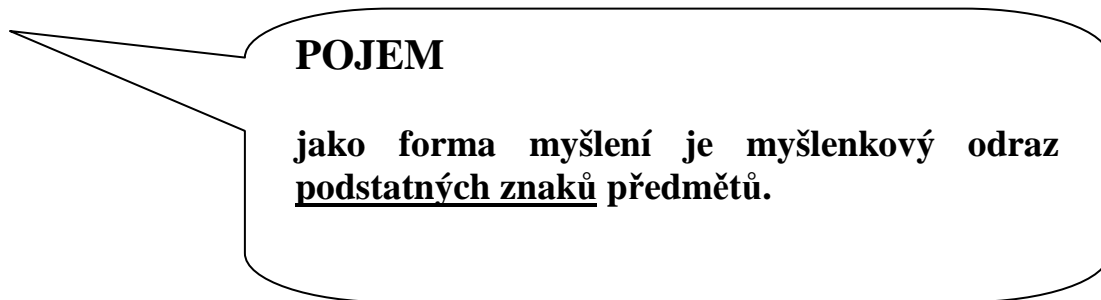 POJEM
jako forma myšlení je myšlenkový odraz
podstatných znaků předmětů.